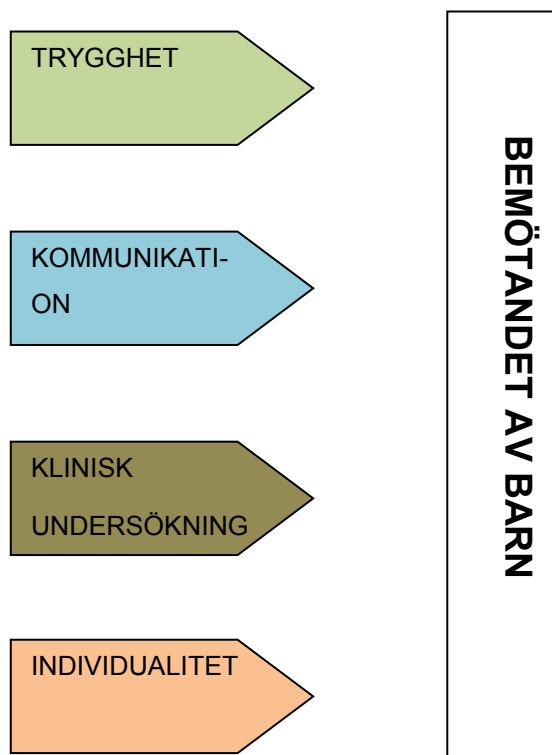 TRYGGHET
KOMMUNIKATI-
ON
KLINISK
UNDERSÖKNING
INDIVIDUALITET
BEMÖTANDET AV BARN